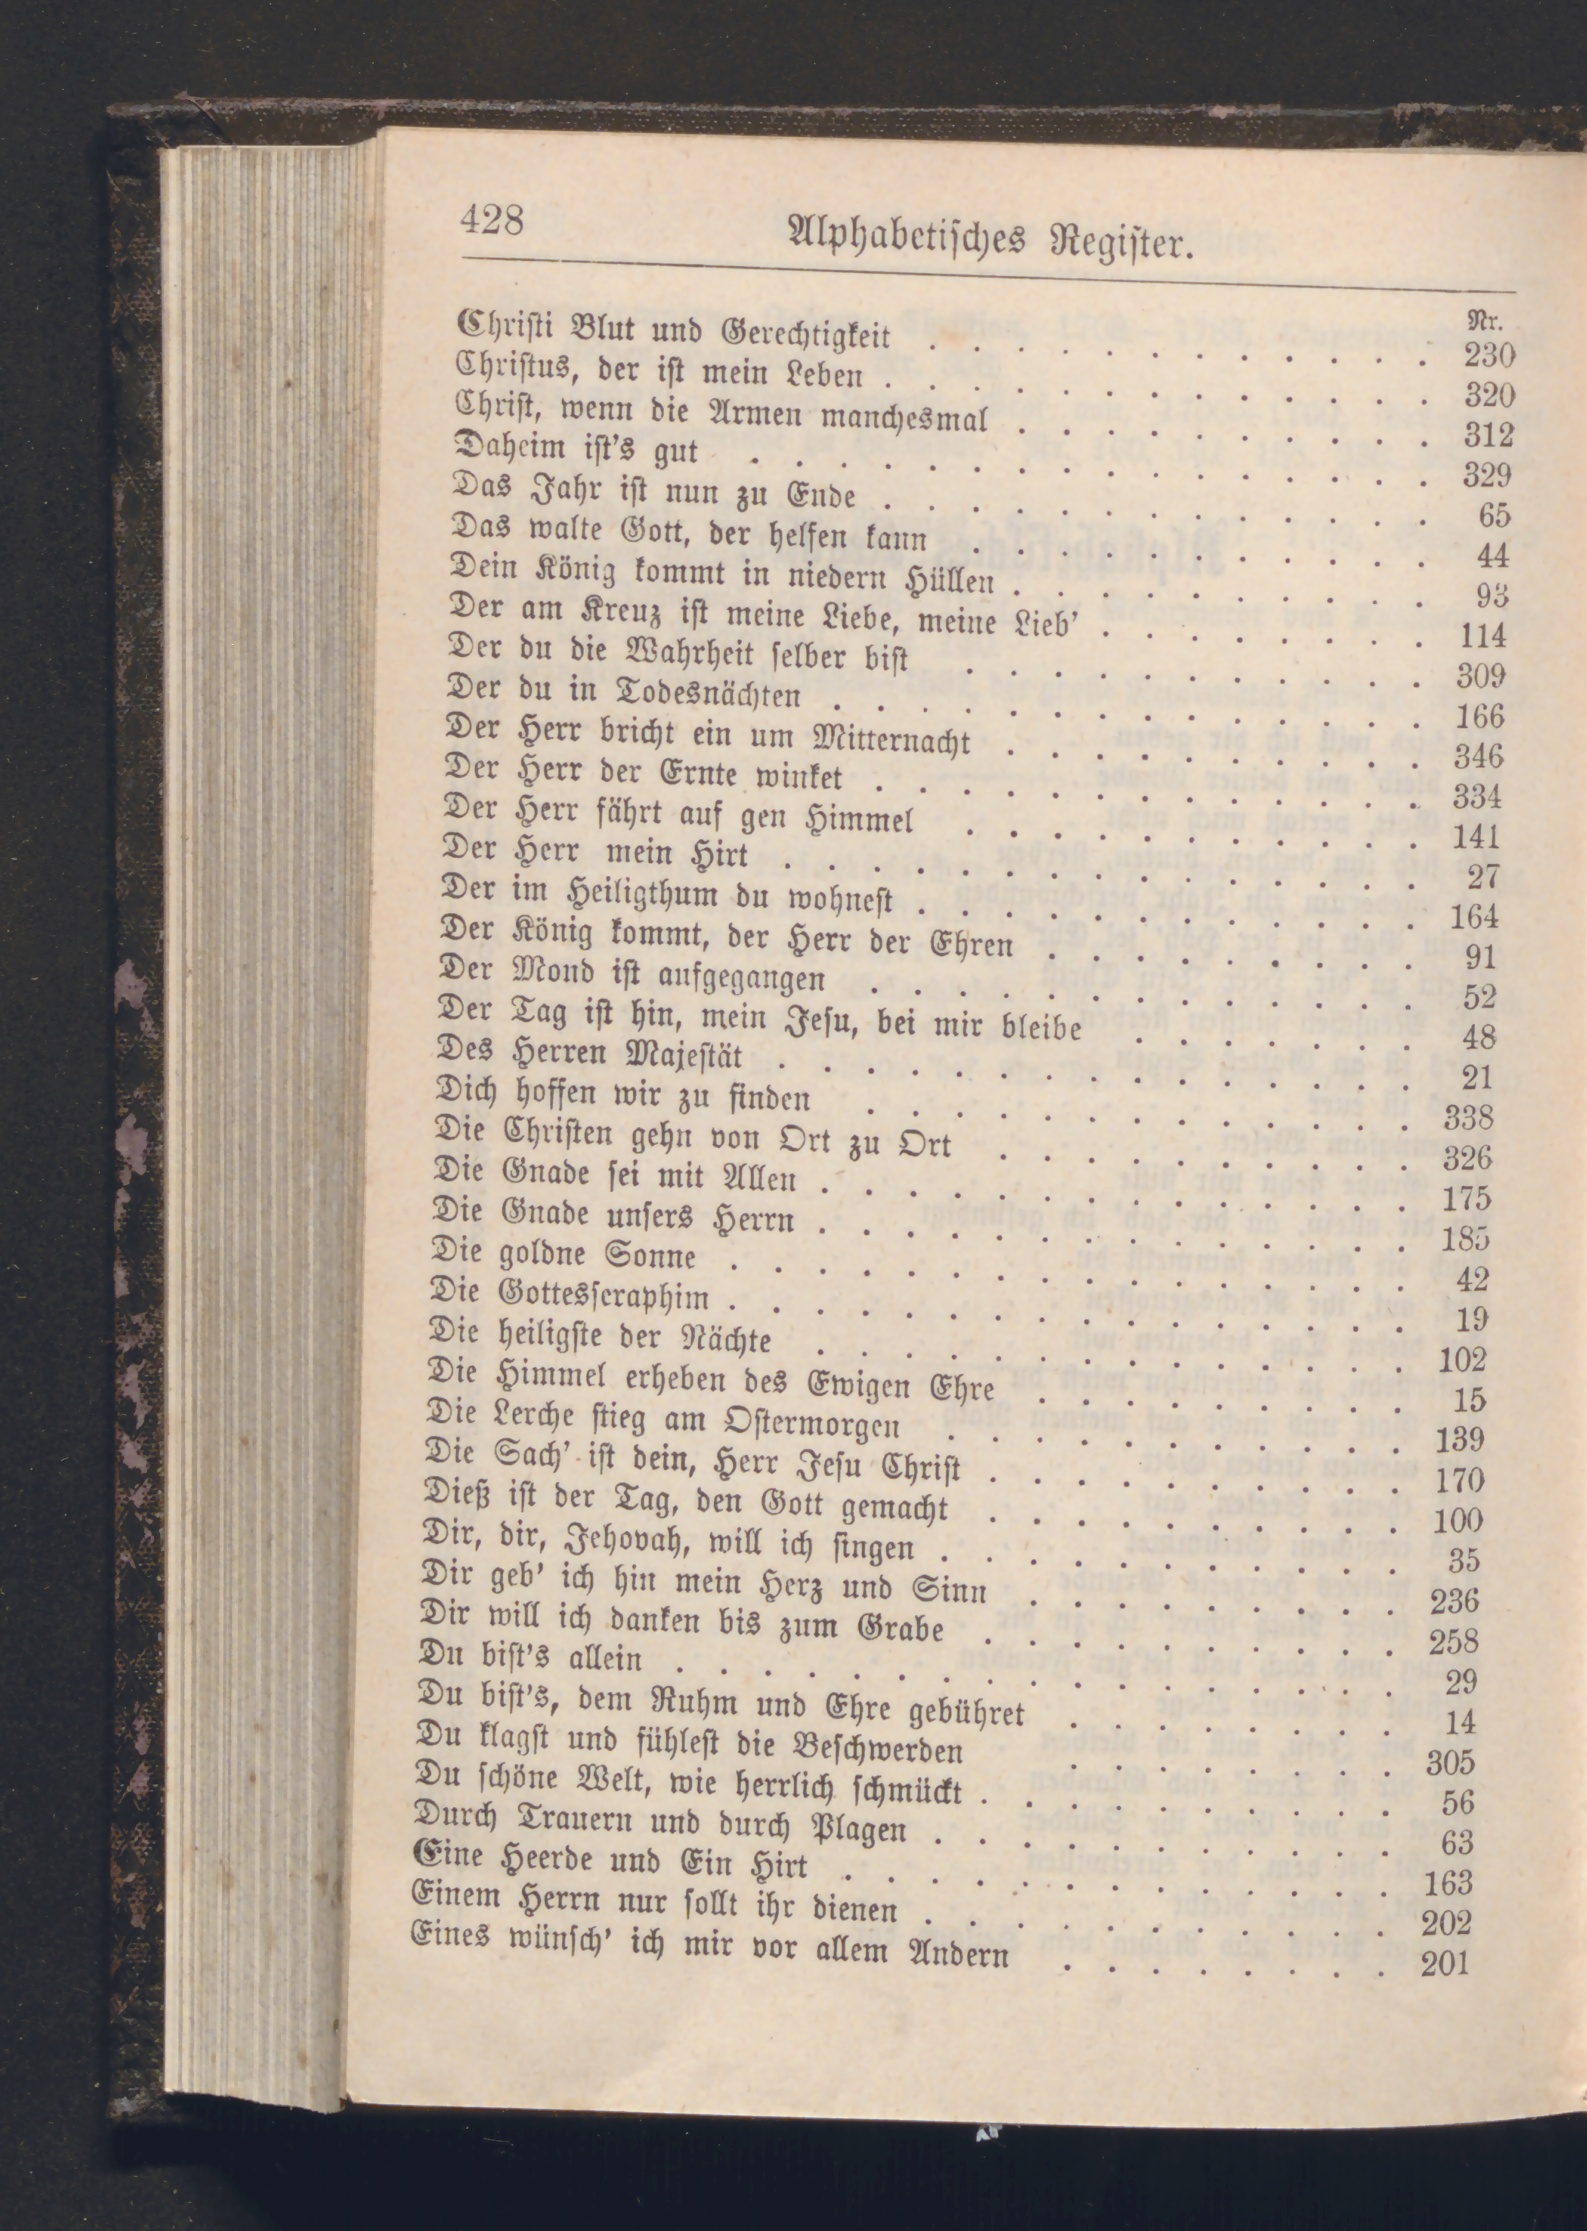 428
Alphabetisches Register.
Nr.
Christi Blut und Gerechtigkeit . . . . . . . . . . . . 230
Christus, der ist mein Leben . . . . . . . . . . . . . 320
Christ, wenn die Armen manchesmal . . . . . . . . . . 312
Daheim ist's gut . . . . . . . . . . . . . . . . 329
Das Jahr ist nun zu Ende . . . . . . . . . . . . . 65
Das walte Gott, der helfen kann . . . . . . . . . . . 44
Dein König kommt in niedern Hüllen . . . . . . . . . . 93
Der am Kreuz ist meine Liebe, meine Lieb' . . . . . . . . 114
Der du die Wahrheit selber bist . . . . . . . . . . . 309
Der du in Todesnächten . . . . . . . . . . . . . . 166
Der Herr bricht ein um Mitternacht . . . . . . . . . . 346
Der Herr der Ernte winket . . . . . . . . . . . . . 334
Der Herr fährt auf gen Himmel . . . . . . . . . . . 141
Der Herr mein Hirt . . . . . . . . . . . . . . . 27
Der im Heiligthum du wohnest . . . . . . . . . . . . 164
Der König kommt, der Herr der Ehren . . . . . . . . . 91
Der Mond ist aufgegangen . . . . . . . . . . . . . 52
Der Tag ist hin, mein Jesu, bei mir bleibe . . . . . . . 48
Des Herren Majestät . . . . . . . . . . . . . . . 21
Dich hoffen wir zu finden . . . . . . . . . . . . . 338
Die Christen gehn von Ort zu Ort . . . . . . . . . . 326
Die Gnade sei mit Allen . . . . . . . . . . . . . . 175
Die Gnade unsers Herrn . . . . . . . . . . . . . . 185
Die goldne Sonne . . . . . . . . . . . . . . . . 42
Die Gottesseraphim . . . . . . . . . . . . . . . . 19
Die heiligste der Nächte . . . . . . . . . . . . . . 102
Die Himmel erheben des Ewigen Ehre . . . . . . . . . 15
Die Lerche stieg am Ostermorgen . . . . . . . . . . . 139
Die Sach' ist dein, Herr Jesu Christ . . . . . . . . . . 170
Dieß ist der Tag, den Gott gemacht . . . . . . . . . . 100
Dir, dir, Jehovah, will ich singen . . . . . . . . . . . 35
Dir geb' ich hin mein Herz und Sinn . . . . . . . . . 236
Dir will ich danken bis zum Grabe . . . . . . . . . . 258
Du bist's allein . . . . . . . . . . . . . . . . . 29
Du bist's, dem Ruhm und Ehre gebühret . . . . . . . . 14
Du klagst und fühlest die Beschwerden . . . . . . . . 305
Du schöne Welt, wie herrlich schmückt . . . . . . . . . . 56
Durch Trauern und durch Plagen . . . . . . . . . . . 63
Eine Heerde und Ein Hirt . . . . . . . . . . . . . 163
Einem Herrn nur sollt ihr dienen . . . . . . . . . . . 202
Eines wünsch' ich mir vor allem Andern . . . . . . . . 201